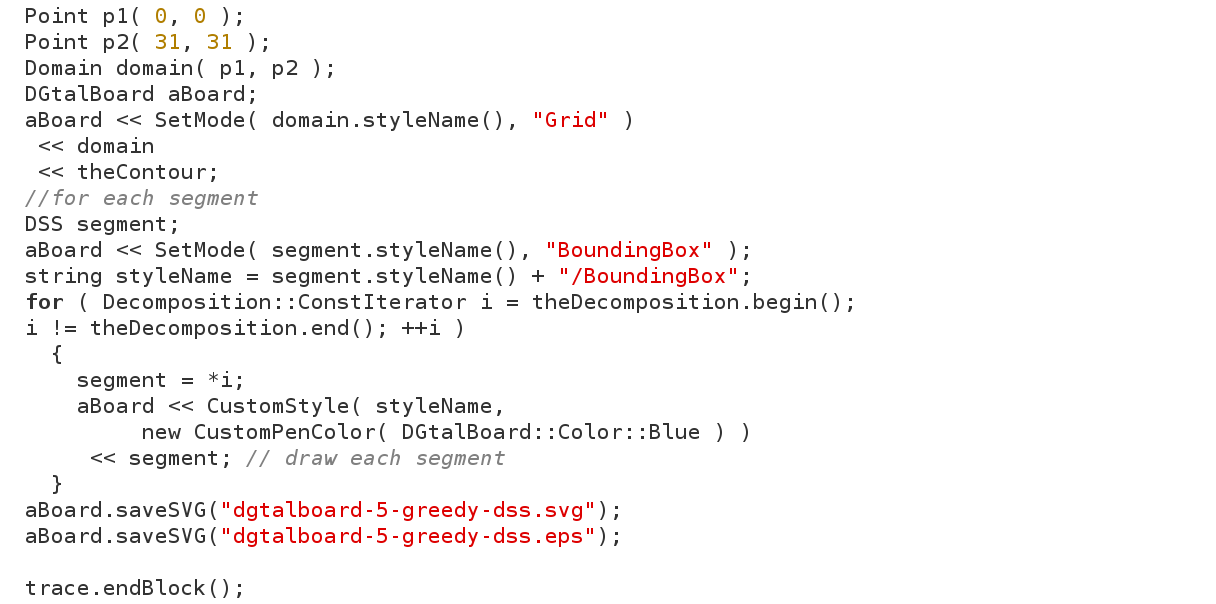 Point p1( 0, 0 );
Point p2( 31, 31 );
Domain domain( p1, p2 );
DGtalBoard aBoard;
aBoard << SetMode( domain.styleName(), "Grid" )
 << domain
 << theContour;
//for each segment
DSS segment;
aBoard << SetMode( segment.styleName(), "BoundingBox" );
string styleName = segment.styleName() + "/BoundingBox";
for ( Decomposition::ConstIterator i = theDecomposition.begin();
i != theDecomposition.end(); ++i )
  {
    segment = *i;
    aBoard << CustomStyle( styleName,
         new CustomPenColor( DGtalBoard::Color::Blue ) )
     << segment; // draw each segment
  }
aBoard.saveSVG("dgtalboard-5-greedy-dss.svg");
aBoard.saveSVG("dgtalboard-5-greedy-dss.eps");

trace.endBlock();